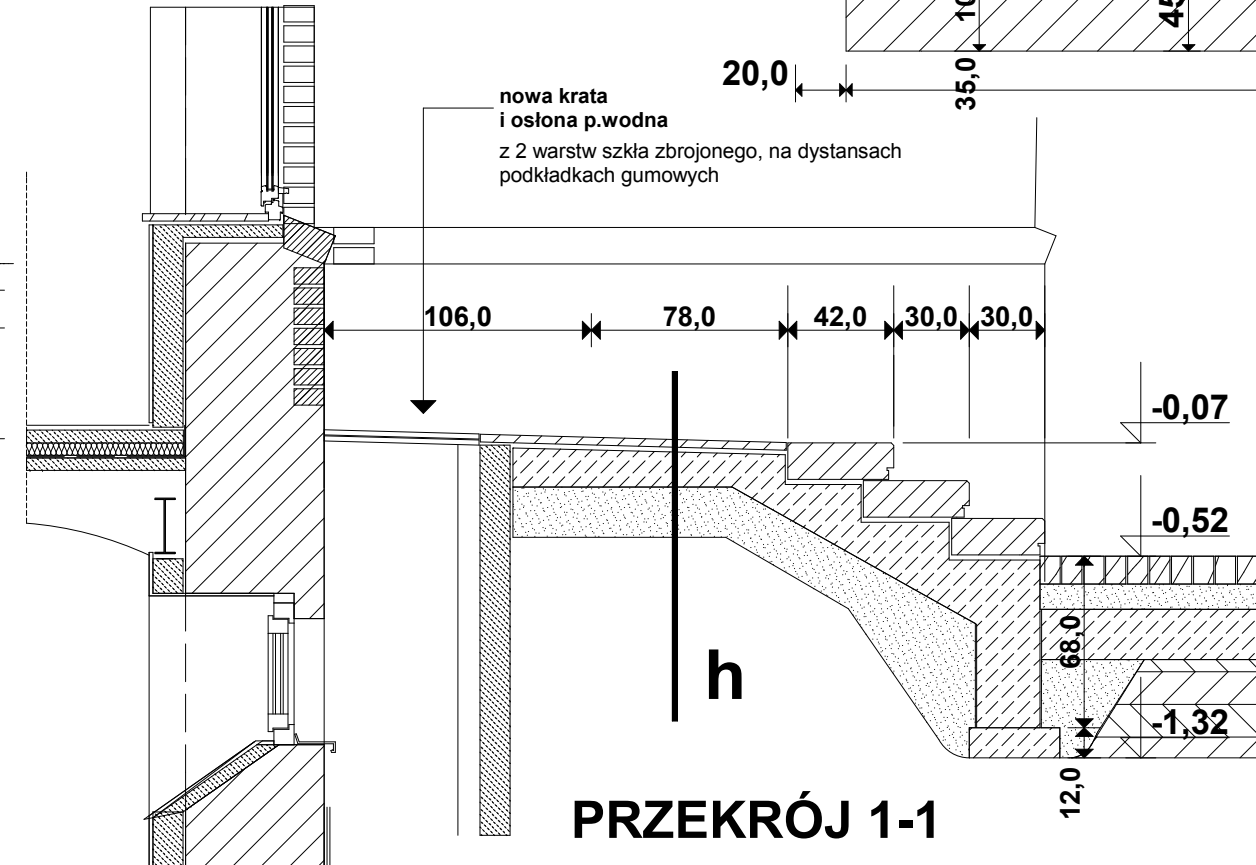 10
45
20,0
35,0
nowa krata
i osłona p.wodna
z 2 warstw szkła zbrojonego, na dystansach
podkładkach gumowych
106,0
78,0
42,0
30,0
30,0
-0,07
-0,52
68,0
h
-1,32
12,0
PRZEKRÓJ 1-1